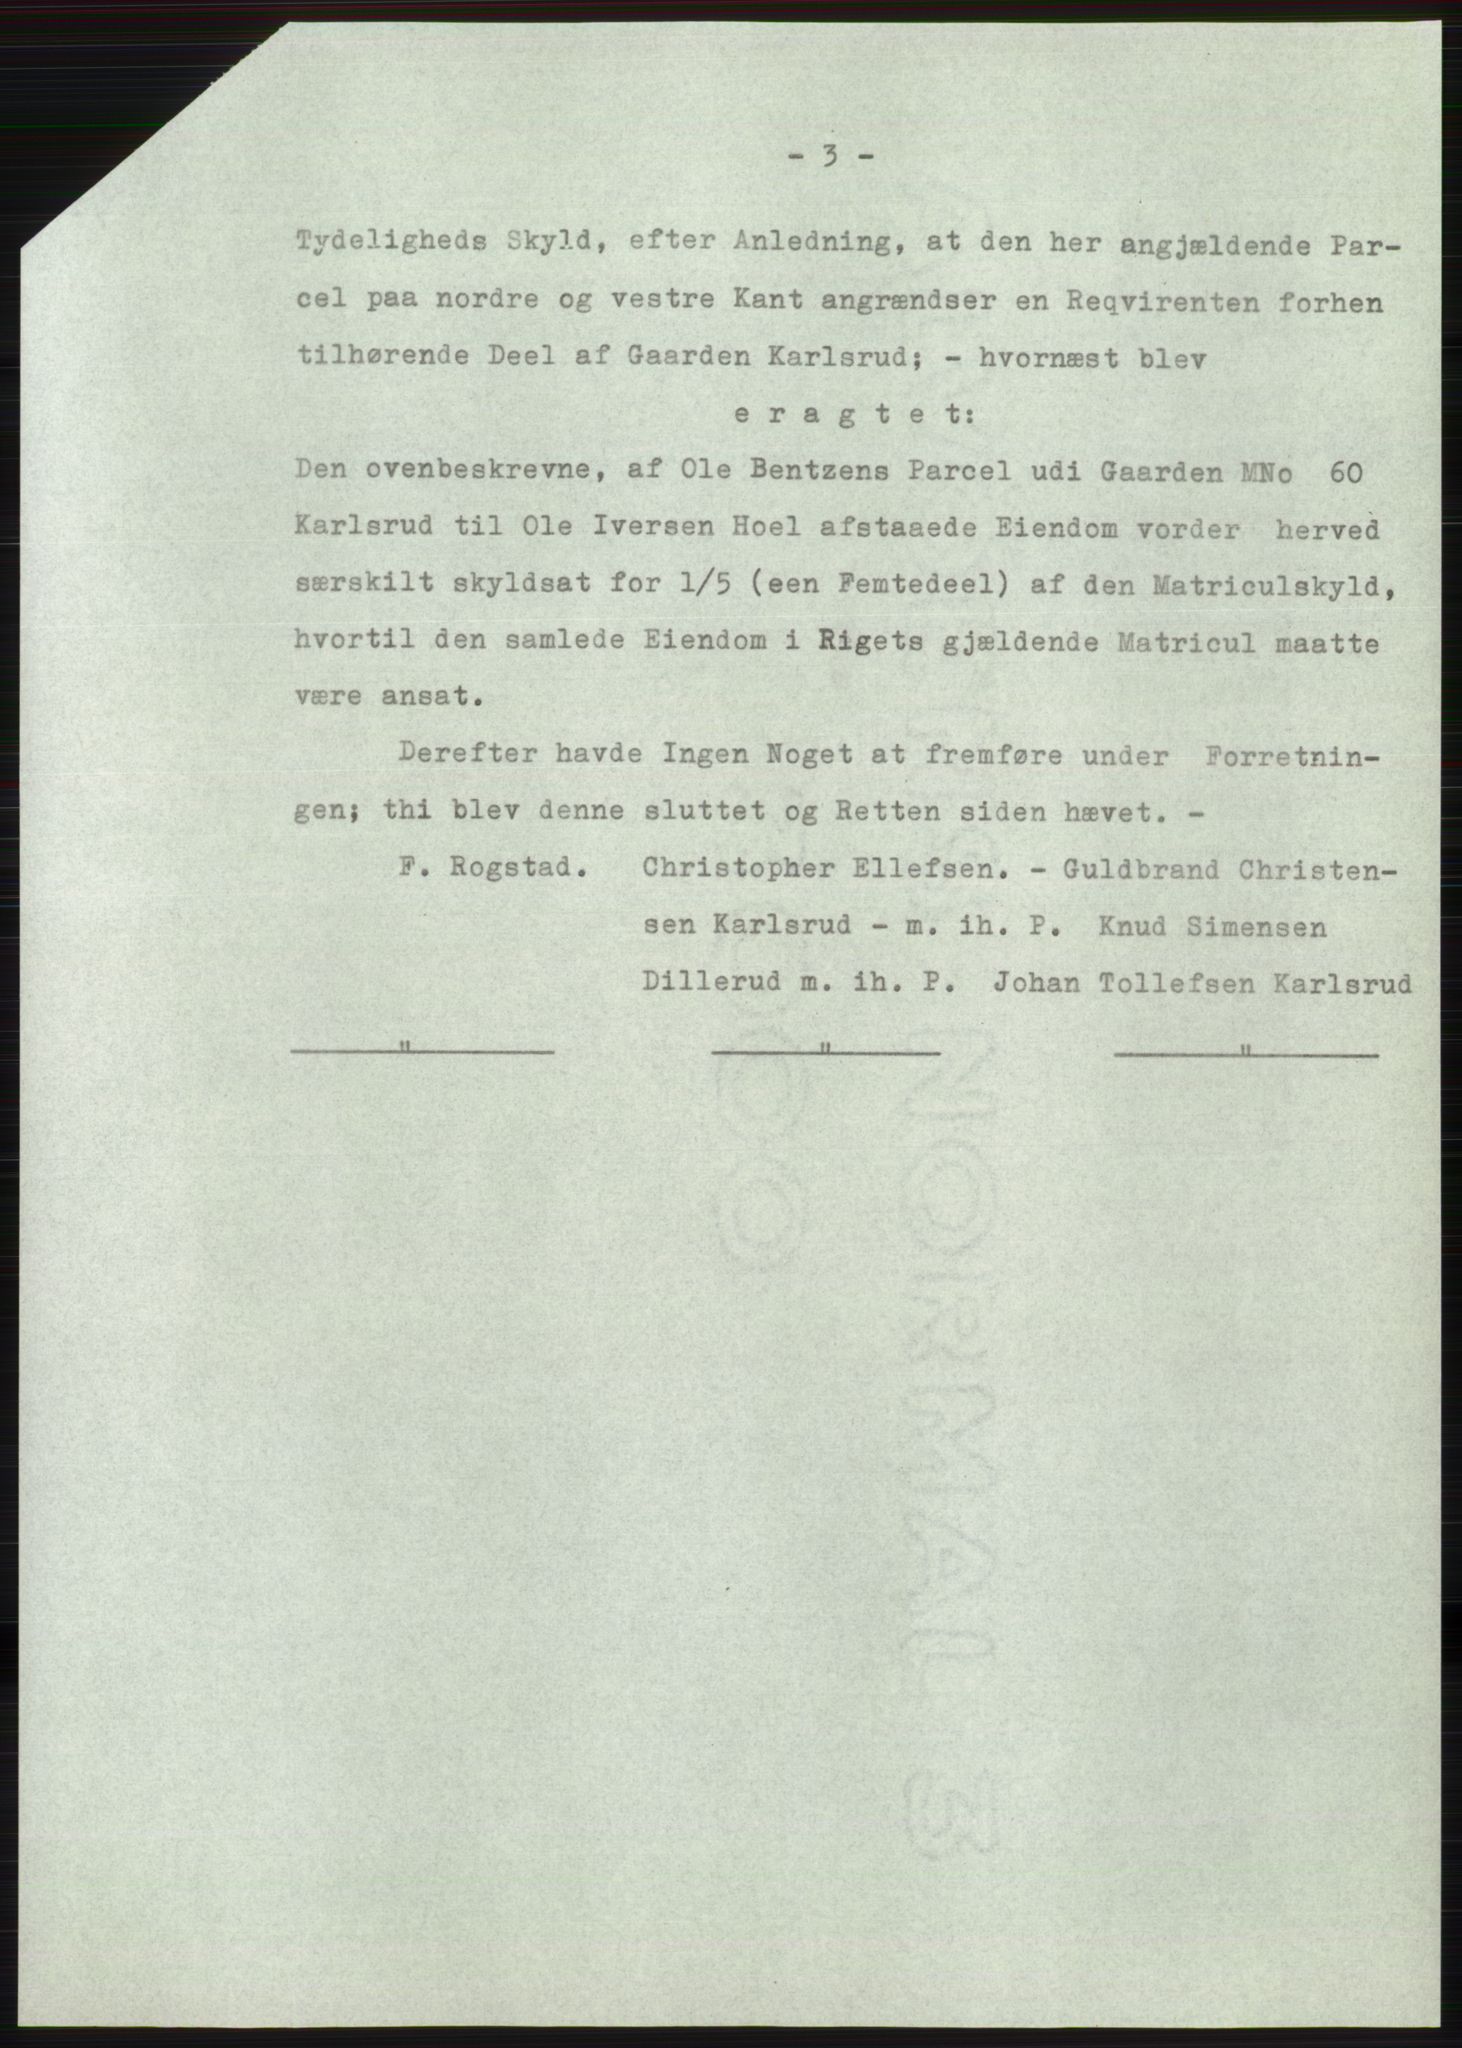 - 3 -
Tydeligheds Skyld, efter Anledning, at den her angjældende Par-
cel paa nordre og vestre Kant angrændser en Reqvirenten forhen
tilhørende Deel af Gaarden Karlsrud; - hvornæst blev
e r a g t e t:
Den ovenbeskrevne, af Ole Bentzens Parcel udi Gaarden MNo 60
Karlsrud til Ole Iversen Hoel afstaaede Eiendom vorder herved
særskilt skyldsat for 1/5 (een Femtedeel) af den Matriculskyld,
hvortil den samlede Eiendom i Rigets gjældende Matricul maatte
være ansat.
Derefter havde Ingen Noget at fremføre under Forretnin-
gen; thi blev denne sluttet og Retten siden hævet. -
F. Rogstad. Christopher Ellefsen. - Guldbrand Christen-
sen Karlsrud - m. ih. P. Knud Simensen
Dillerud m. ih. P. Johan Tollefsen Karlsrud
" " "